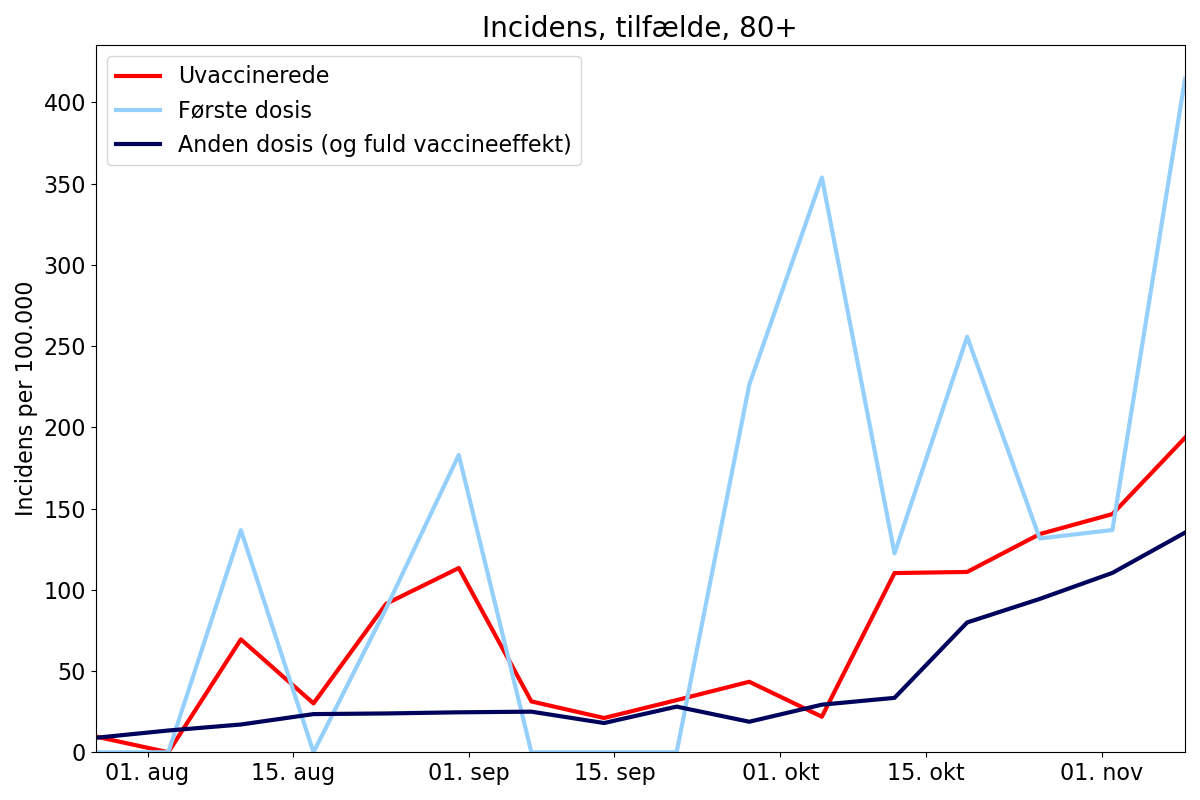 Incidens, tilfælde, 80+
Uvaccinerede
Første dosis
Anden dosis (og fuld vaccineeffekt)
Incidens per 100.000
400
350
300
250
200
150
100
50
0
01. aug 15. aug 01. sep 15. sep 01. okt 15. okt 01. nov